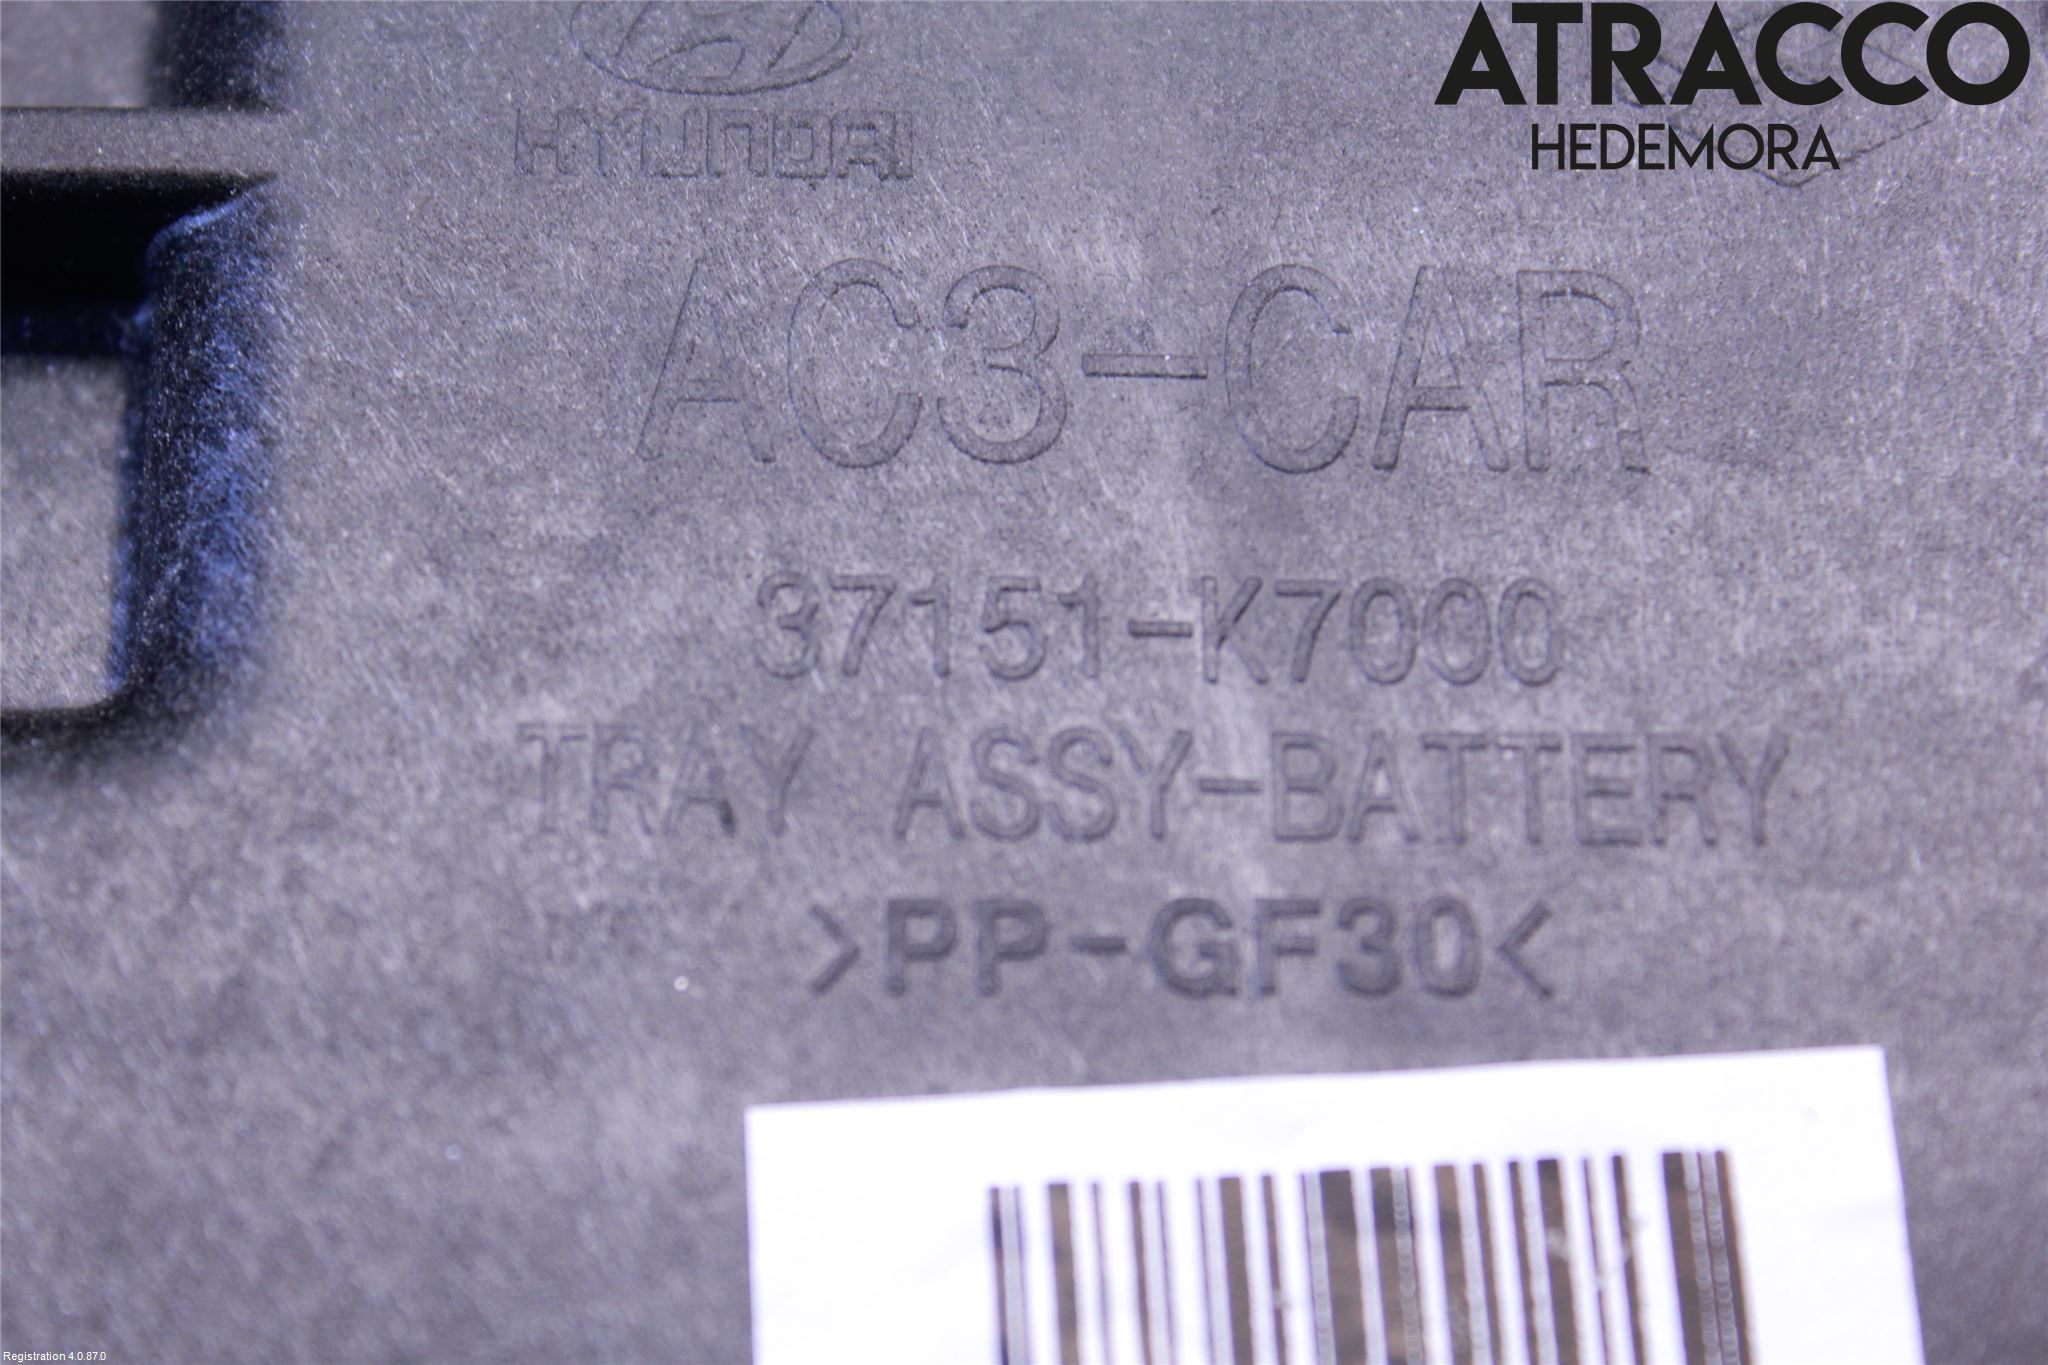 ATRACCO
HEDEMORA
HYUNDAI
AC3-CAR
37151-K7000
TRAY ASSY-BATTERY
>PP-GF30<
Registration 4.0.87.0